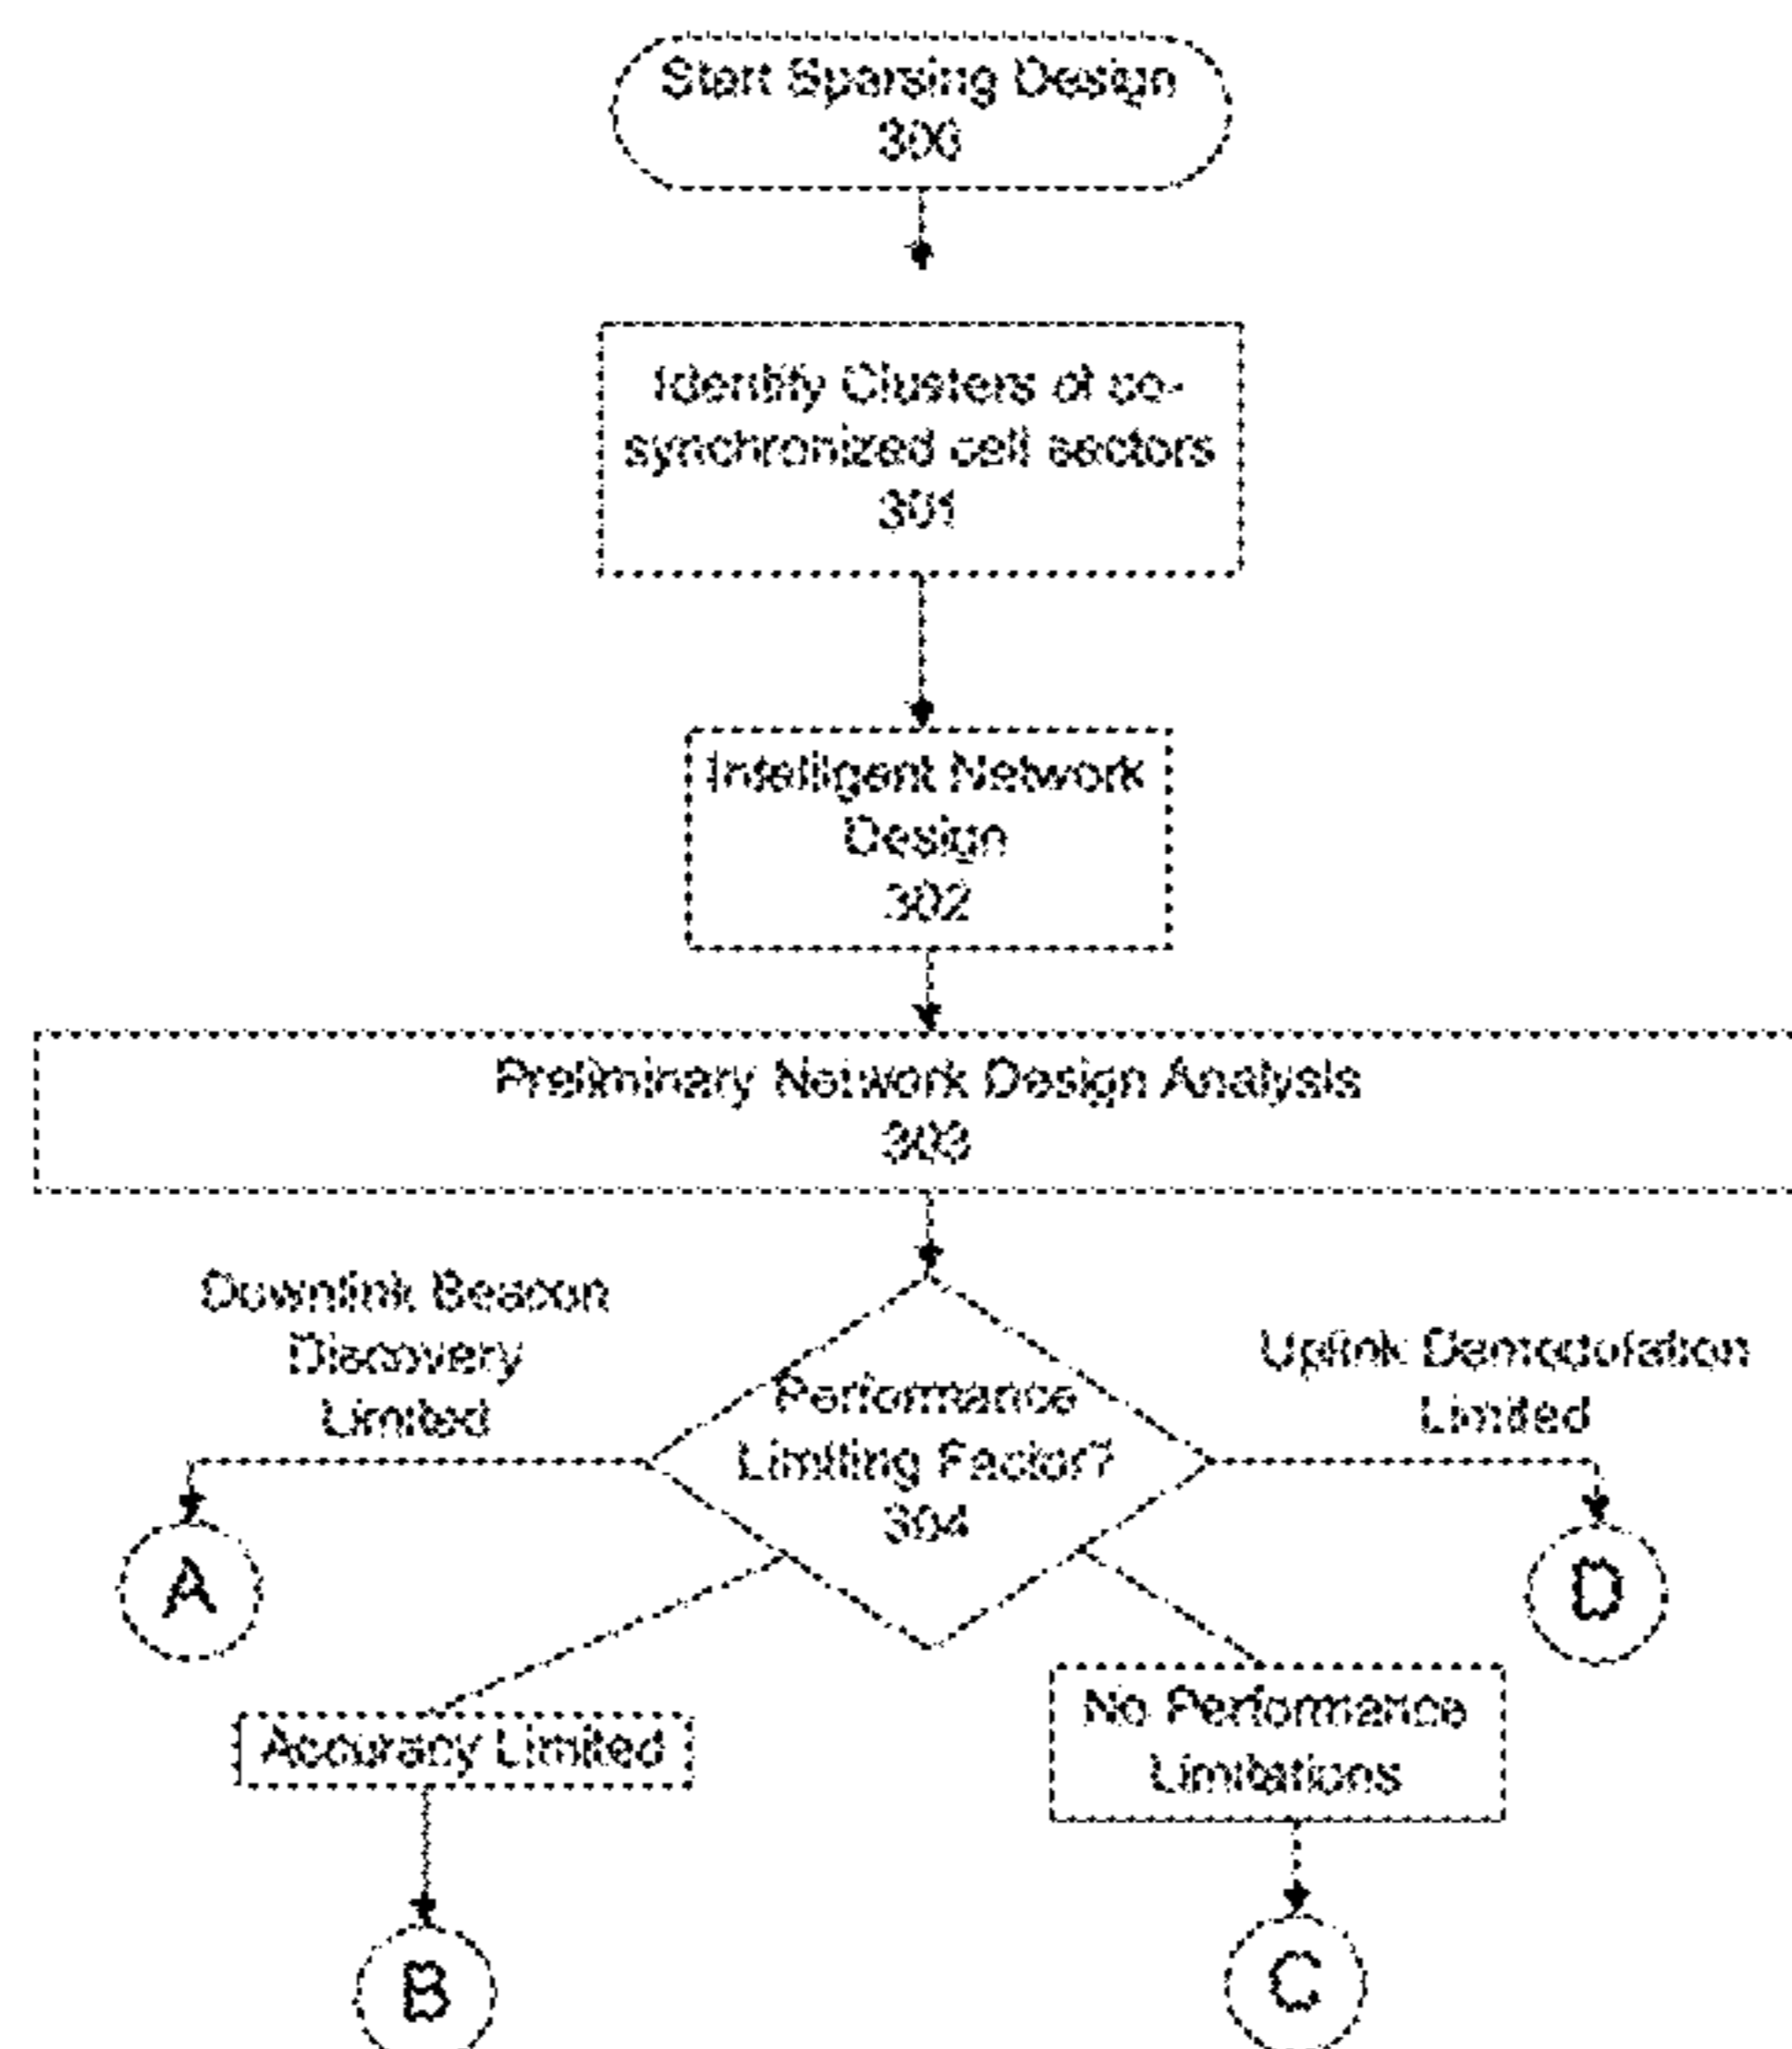 Start Sparsing Design
300
Identify Clusters of co-
synchronized cell sectors
301
Intelligent Network
Design
302
Preliminary Network Design Analysis
303
Downlink Beacon
Discovery
Limited
Performance
Limiting Factor?
304
Uplink Demodulation
Limited
A
D
Accuracy Limited
No Performance
Limitations
B
C